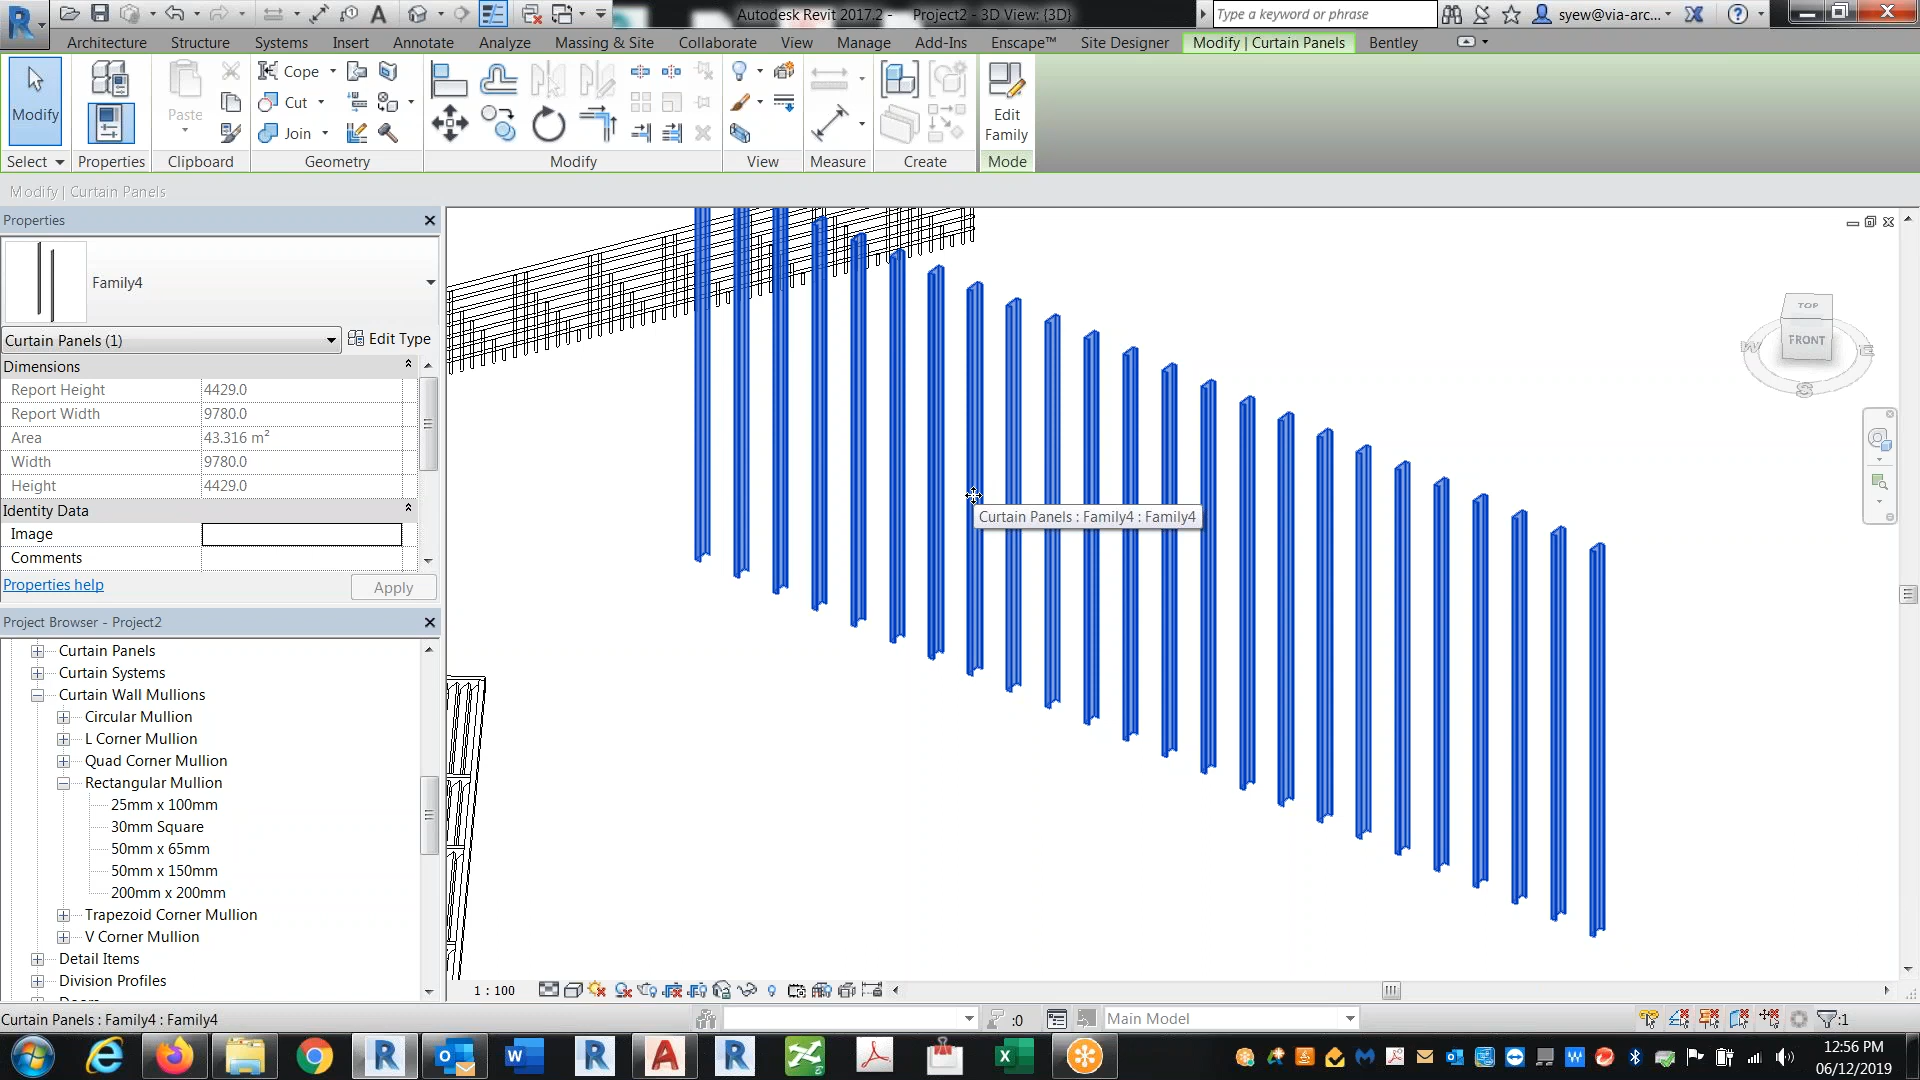 Autodesk Revit 2017.2 - Project2 - 3D View: {3D}
Type a keyword or phrase
syew@via-arc...
Architecture Structure Systems Insert Annotate Analyze Massing & Site Collaborate View Manage Add-Ins Enscape™ Site Designer Modify | Curtain Panels Bentley
Modify
Paste
Cope
Cut
Join
Edit
Family
Select Properties Clipboard Geometry Modify View Measure Create Mode
Modify | Curtain Panels
Properties
Family4
Curtain Panels (1)
Edit Type
Dimensions
Report Height 4429.0
Report Width 9780.0
Area 43.316 m²
Width 9780.0
Height 4429.0
Identity Data
Image
Comments
Properties help
Apply
Project Browser - Project2
Curtain Panels
Curtain Systems
Curtain Wall Mullions
Circular Mullion
L Corner Mullion
Quad Corner Mullion
Rectangular Mullion
25mm x 100mm
30mm Square
50mm x 65mm
50mm x 150mm
200mm x 200mm
Trapezoid Corner Mullion
V Corner Mullion
Detail Items
Division Profiles
TOP
FRONT
W
E
S
Curtain Panels : Family4 : Family4
1 : 100
Curtain Panels : Family4 : Family4
:0
Main Model
:1
12:56 PM
06/12/2019